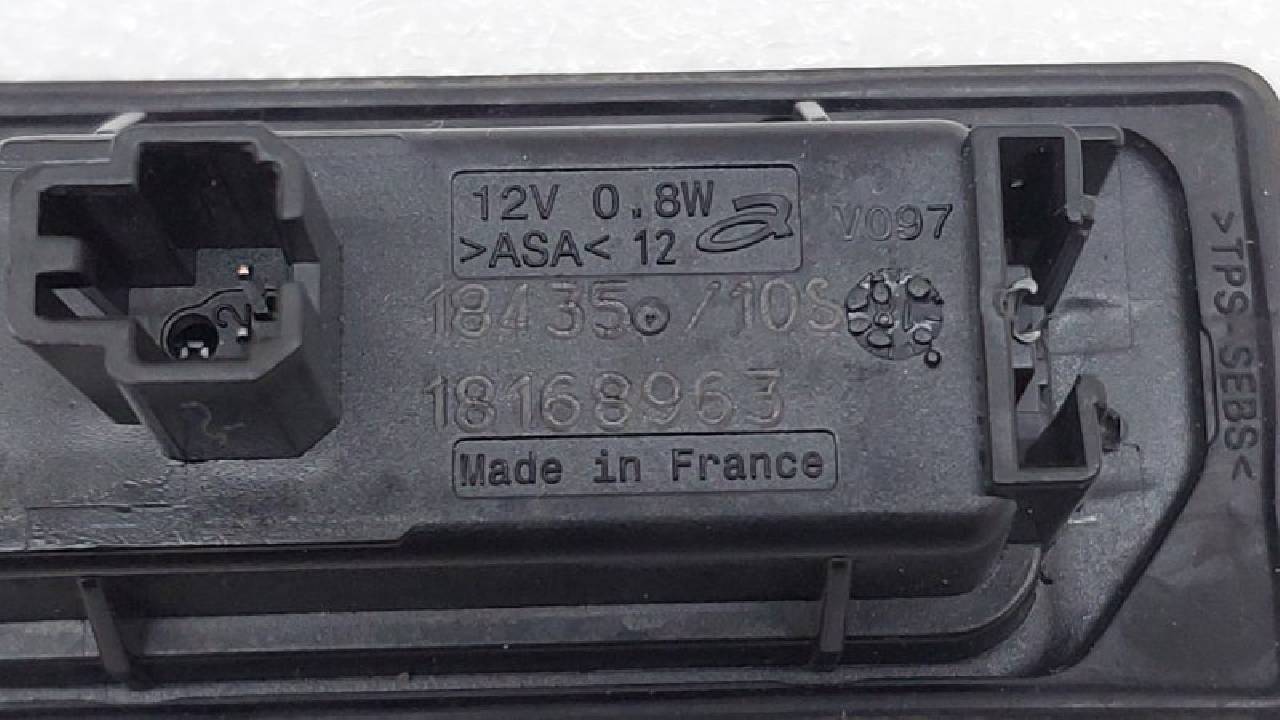 12V 0.8W
>ASA< 12
V097
18435 /10S
18168963
Made in France
>TPS-SEBS<
2